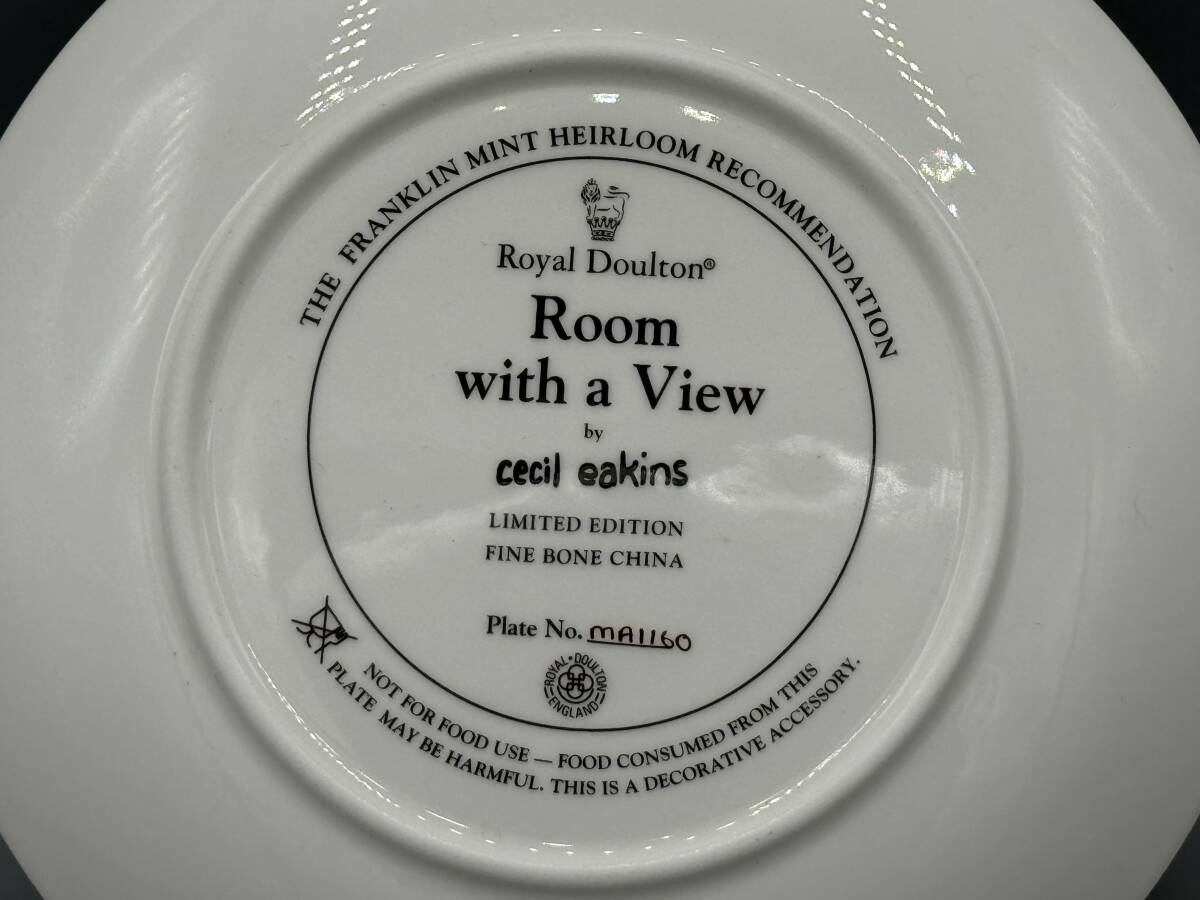 THE FRANKLIN MINT HEIRLOOM RECOMMENDATION
Royal Doulton®
Room
with a View
by
cecil eakins
LIMITED EDITION
FINE BONE CHINA
Plate No. MA1160
ROYAL • DOULTON
ENGLAND
NOT FOR FOOD USE — FOOD CONSUMED FROM THIS
PLATE MAY BE HARMFUL. THIS IS A DECORATIVE ACCESSORY.